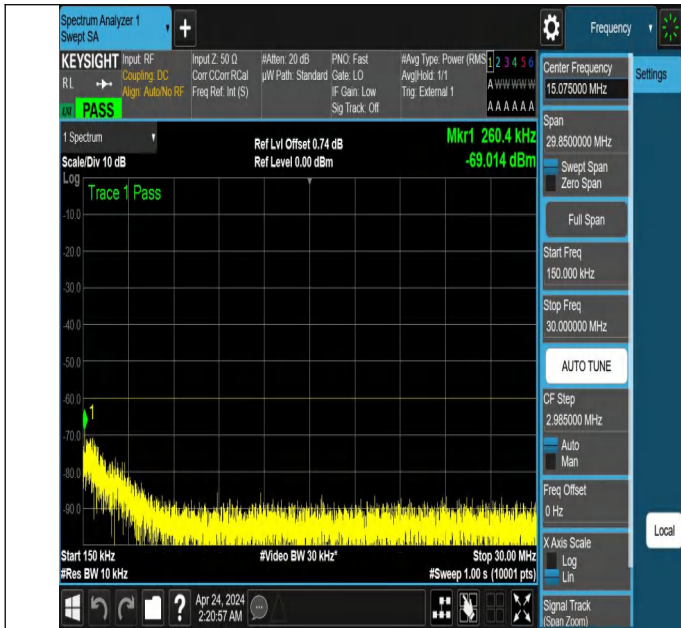 Spectrum Analyzer 1
Swept SA
+
Frequency
KEYSIGHT
RL
PASS
Input: RF
Coupling: DC
Align: Auto/No RF
Input Z: 50 Ω
Corr CCorr RCal
Freq Ref: Int (S)
#Atten: 20 dB
µW Path: Standard
PNO: Fast
Gate: LO
IF Gain: Low
Sig Track: Off
#Avg Type: Power (RMS
Avg|Hold: 1/1
Trig: External 1
1 2 3 4 5 6
A W W W W W
A A A A A A
1 Spectrum
Scale/Div 10 dB
Ref Lvl Offset 0.74 dB
Ref Level 0.00 dBm
Mkr1 260.4 kHz
-69.014 dBm
Log
Trace 1 Pass
-10.0
-20.0
-30.0
-40.0
-50.0
-60.0
1
-70.0
-80.0
-90.0
Start 150 kHz
#Res BW 10 kHz
#Video BW 30 kHz*
Stop 30.00 MHz
#Sweep 1.00 s (10001 pts)
?
Apr 24, 2024
2:20:57 AM
Center Frequency
15.075000 MHz
Span
29.8500000 MHz
Swept Span
Zero Span
Full Span
Start Freq
150.000 kHz
Stop Freq
30.000000 MHz
AUTO TUNE
CF Step
2.985000 MHz
Auto
Man
Freq Offset
0 Hz
X Axis Scale
Log
Lin
Signal Track
(Span Zoom)
Settings
Local